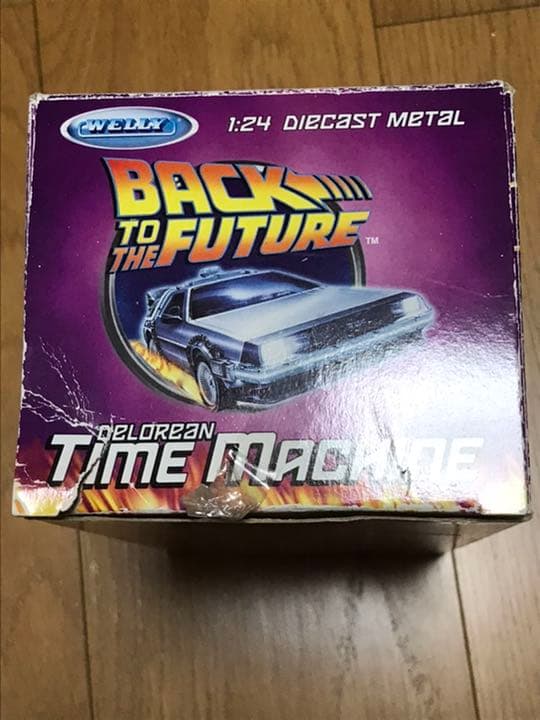 WELLY
1:24 DIECAST METAL
BACK
TO
THE FUTURE ™
DELOREAN
TIME MACHINE